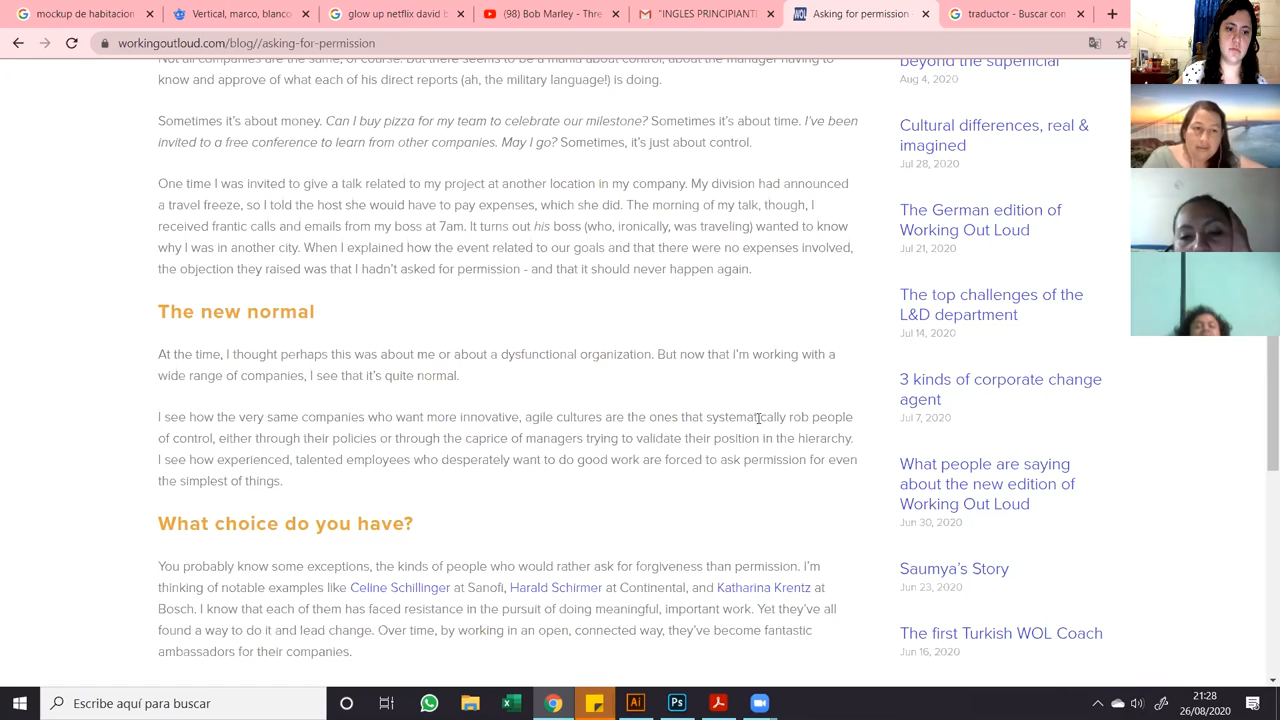 mockup de habitacion
Vertical, marco, blanco
glow up netflix david b
(98) Bob Marley - Thre
"INGLES PRINCIPIANT
Asking for permission
traductor - Buscar con
workingoutloud.com/blog//asking-for-permission
Not all companies are the same, of course. But there seems to be a mania about control, about the manager having to
know and approve of what each of his direct reports (ah, the military language!) is doing.
Sometimes it's about money. Can I buy pizza for my team to celebrate our milestone? Sometimes it's about time. I've been
invited to a free conference to learn from other companies. May I go? Sometimes, it's just about control.
One time I was invited to give a talk related to my project at another location in my company. My division had announced
a travel freeze, so I told the host she would have to pay expenses, which she did. The morning of my talk, though, I
received frantic calls and emails from my boss at 7am. It turns out his boss (who, ironically, was traveling) wanted to know
why I was in another city. When I explained how the event related to our goals and that there were no expenses involved,
the objection they raised was that I hadn't asked for permission - and that it should never happen again.
The new normal
At the time, I thought perhaps this was about me or about a dysfunctional organization. But now that I'm working with a
wide range of companies, I see that it's quite normal.
I see how the very same companies who want more innovative, agile cultures are the ones that systematically rob people
of control, either through their policies or through the caprice of managers trying to validate their position in the hierarchy.
I see how experienced, talented employees who desperately want to do good work are forced to ask permission for even
the simplest of things.
What choice do you have?
You probably know some exceptions, the kinds of people who would rather ask for forgiveness than permission. I'm
thinking of notable examples like Celine Schillinger at Sanofi, Harald Schirmer at Continental, and Katharina Krentz at
Bosch. I know that each of them has faced resistance in the pursuit of doing meaningful, important work. Yet they've all
found a way to do it and lead change. Over time, by working in an open, connected way, they've become fantastic
ambassadors for their companies.
beyond the superficial
Aug 4, 2020
Cultural differences, real &
imagined
Jul 28, 2020
The German edition of
Working Out Loud
Jul 21, 2020
The top challenges of the
L&D department
Jul 14, 2020
3 kinds of corporate change
agent
Jul 7, 2020
What people are saying
about the new edition of
Working Out Loud
Jun 30, 2020
Saumya's Story
Jun 23, 2020
The first Turkish WOL Coach
Jun 16, 2020
Escribe aquí para buscar
21:28
26/08/2020